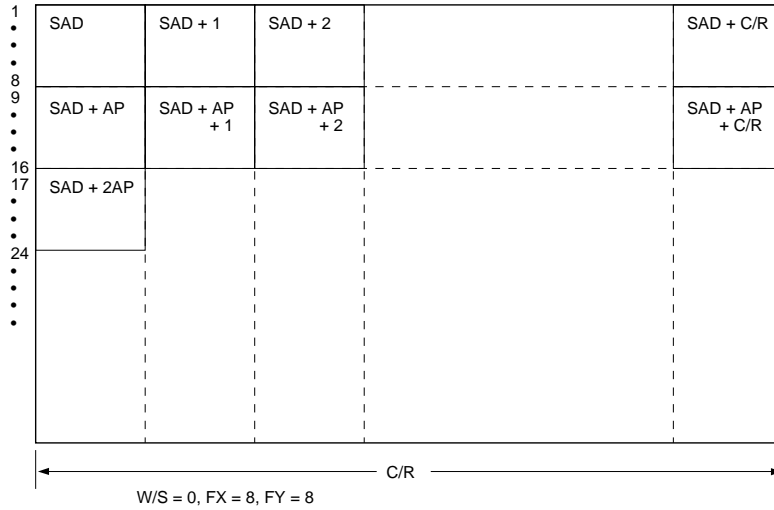 1
SAD SAD + 1 SAD + 2 SAD + C/R
8
9
SAD + AP SAD + AP + 1 SAD + AP + 2 SAD + AP + C/R
16
17
SAD + 2AP
24
C/R
W/S = 0, FX = 8, FY = 8